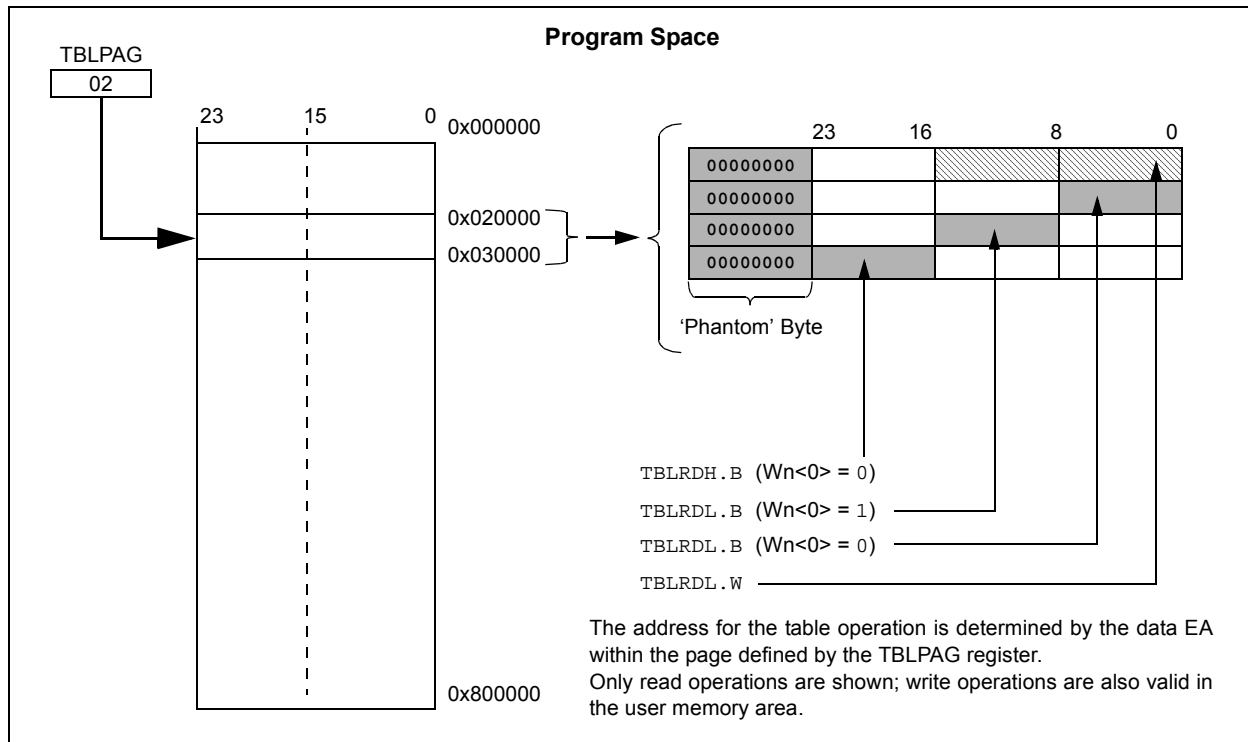 Program Space
TBLPAG
02
23 15 0
0x000000
0x020000
0x030000
0x800000
23 16 8 0
00000000
00000000
00000000
00000000
‘Phantom’ Byte
TBLRDH.B (Wn<0> = 0)
TBLRDL.B (Wn<0> = 1)
TBLRDL.B (Wn<0> = 0)
TBLRDL.W
The address for the table operation is determined by the data EA
within the page defined by the TBLPAG register.
Only read operations are shown; write operations are also valid in
the user memory area.